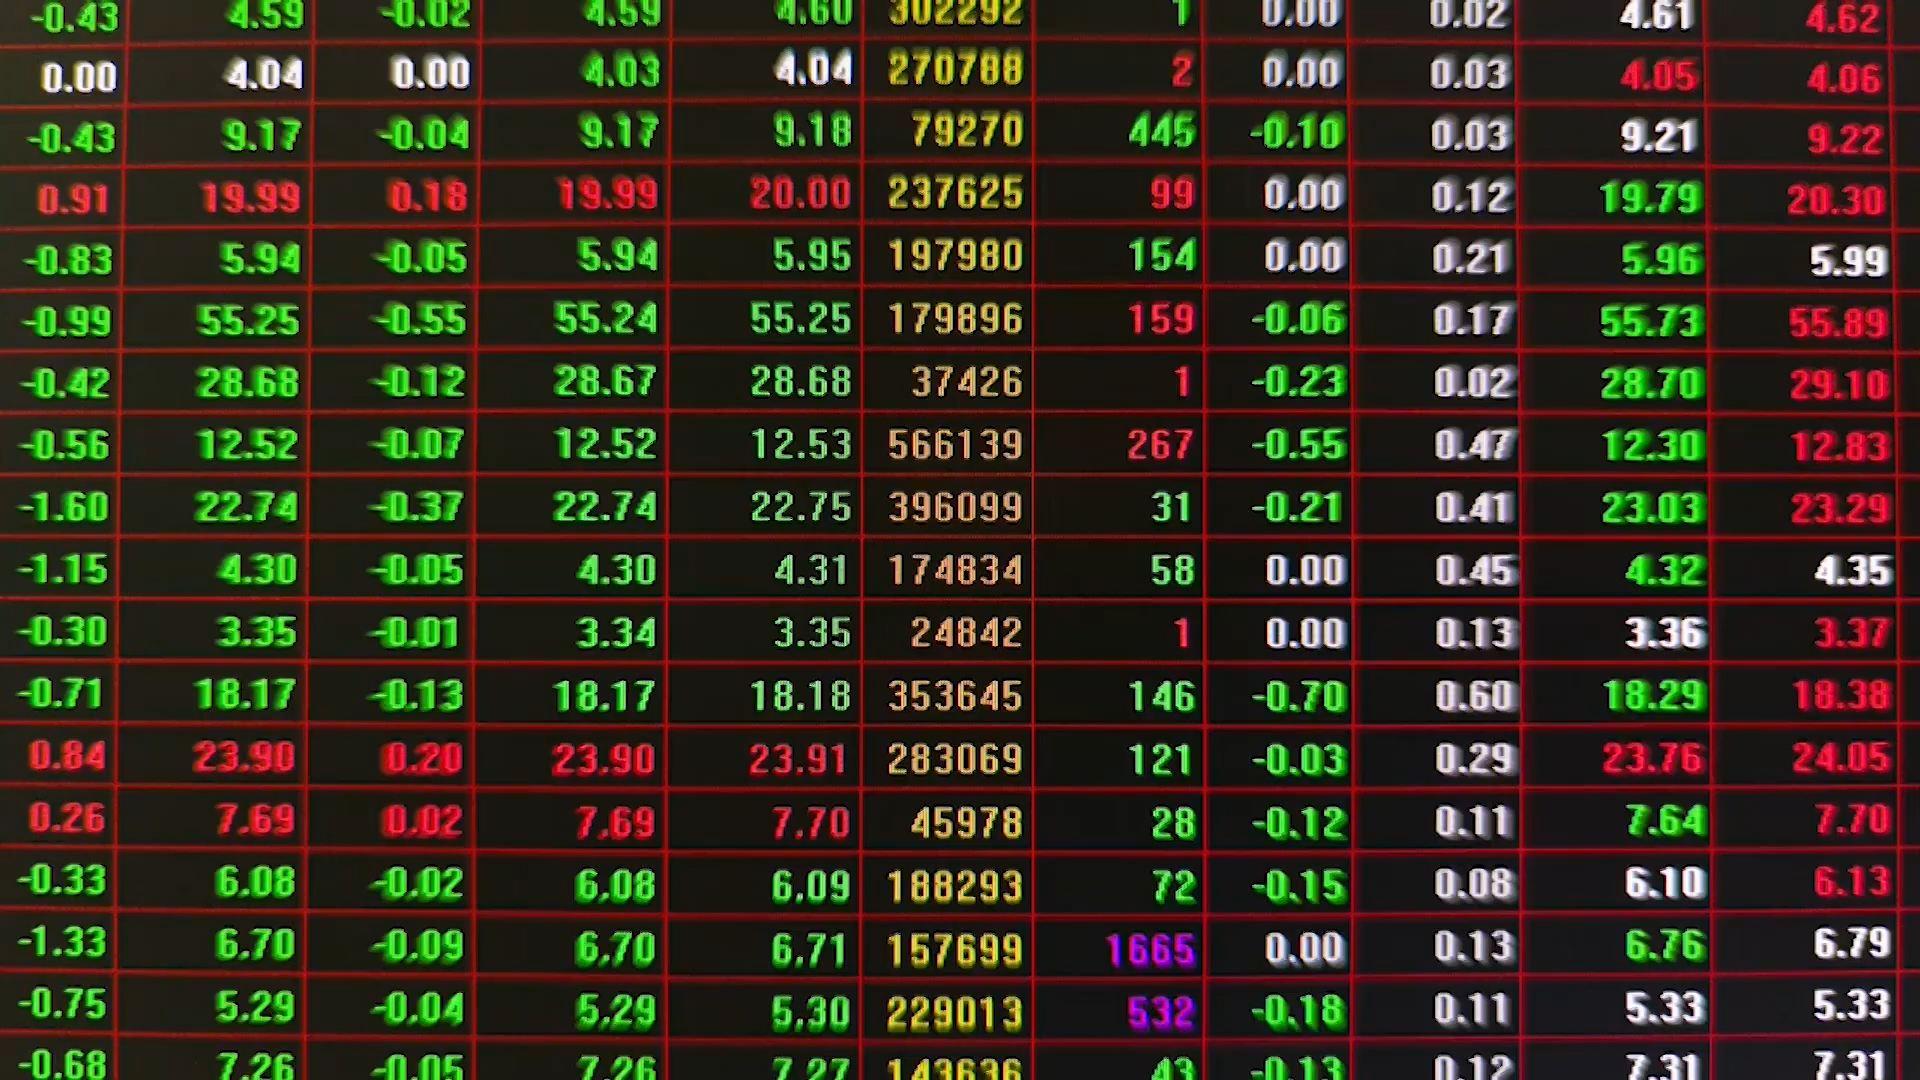 -0.43 4.59 -0.02 4.59 4.60 302292 1 0.00 0.02 4.61 4.62
0.00 4.04 0.00 4.03 4.04 270788 2 0.00 0.03 4.05 4.06
-0.43 9.17 -0.04 9.17 9.18 79270 445 -0.10 0.03 9.21 9.22
0.91 19.99 0.18 19.99 20.00 237625 99 0.00 0.12 19.79 20.30
-0.83 5.94 -0.05 5.94 5.95 197980 154 0.00 0.21 5.96 5.99
-0.99 55.25 -0.55 55.24 55.25 179896 159 -0.06 0.17 55.73 55.89
-0.42 28.68 -0.12 28.67 28.68 37426 1 -0.23 0.02 28.70 29.10
-0.56 12.52 -0.07 12.52 12.53 566139 267 -0.55 0.47 12.30 12.83
-1.60 22.74 -0.37 22.74 22.75 396099 31 -0.21 0.41 23.03 23.29
-1.15 4.30 -0.05 4.30 4.31 174834 58 0.00 0.45 4.32 4.35
-0.30 3.35 -0.01 3.34 3.35 24842 1 0.00 0.13 3.36 3.37
-0.71 18.17 -0.13 18.17 18.18 353645 146 -0.70 0.60 18.29 18.38
0.84 23.90 0.20 23.90 23.91 283069 121 -0.03 0.29 23.76 24.05
0.26 7.69 0.02 7.69 7.70 45978 28 -0.12 0.11 7.64 7.70
-0.33 6.08 -0.02 6.08 6.09 188293 72 -0.15 0.08 6.10 6.13
-1.33 6.70 -0.09 6.70 6.71 157699 1665 0.00 0.13 6.76 6.79
-0.75 5.29 -0.04 5.29 5.30 229013 532 -0.18 0.11 5.33 5.33
-0.68 7.26 -0.05 7.26 7.27 143636 43 -0.13 0.12 7.31 7.31